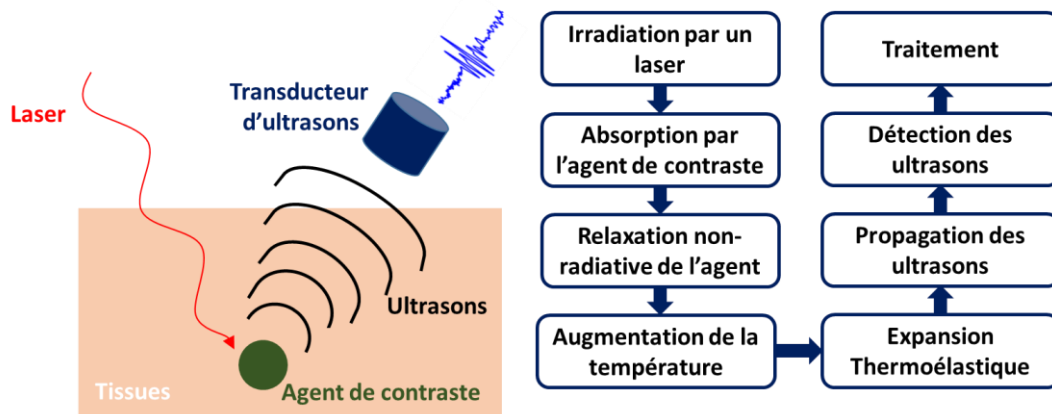 Laser
Transducteur
d'ultrasons
Ultrasons
Tissues
Agent de contraste
Irradiation par un
laser
Absorption par
l'agent de contraste
Relaxation non-
radiative de l'agent
Augmentation de la
température
Expansion
Thermoélastique
Propagation des
ultrasons
Détection des
ultrasons
Traitement